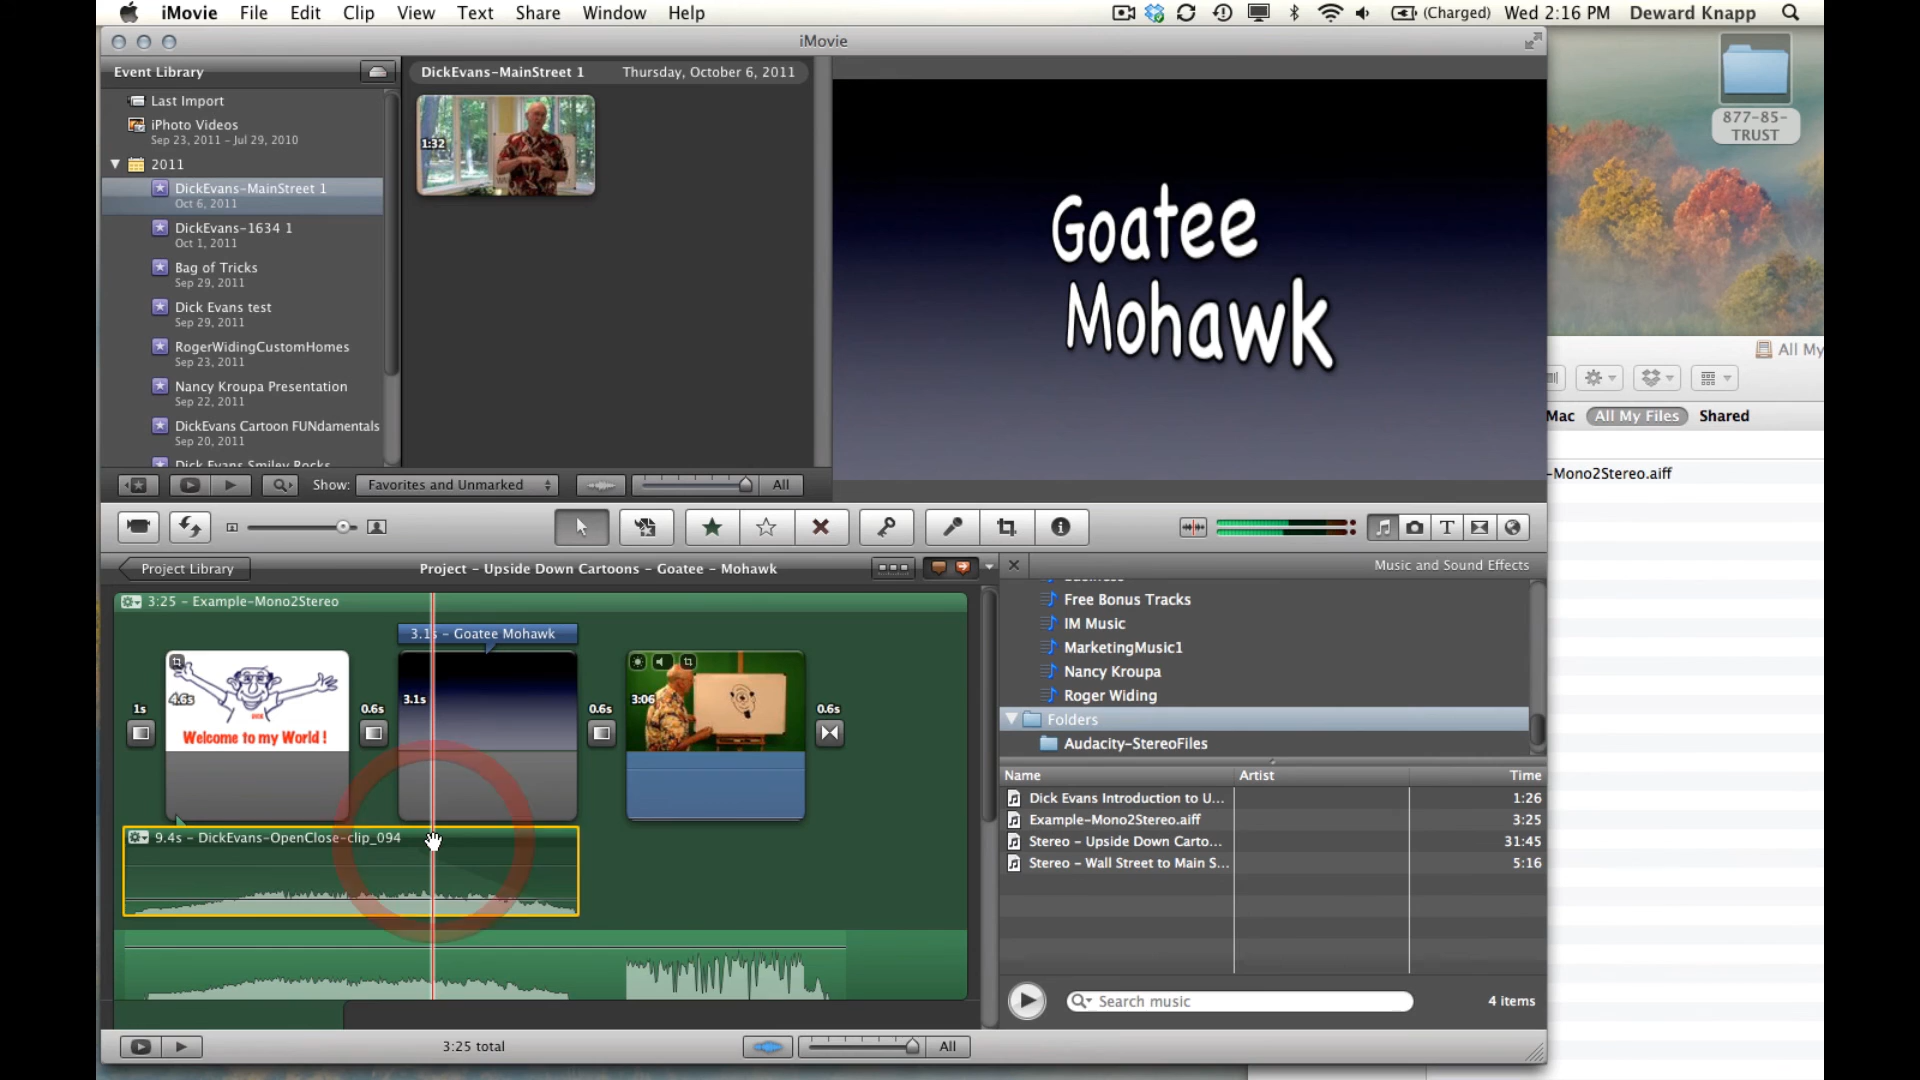 iMovie File Edit Clip View Text Share Window Help (Charged) Wed 2:16 PM Deward Knapp
iMovie
Event Library
Last Import
iPhoto Videos
Sep 23, 2011 – Jul 29, 2010
2011
DickEvans-MainStreet 1
Oct 6, 2011
DickEvans-1634 1
Oct 1, 2011
Bag of Tricks
Sep 29, 2011
Dick Evans test
Sep 29, 2011
RogerWidingCustomHomes
Sep 23, 2011
Nancy Kroupa Presentation
Sep 22, 2011
DickEvans Cartoon FUNdamentals
Sep 20, 2011
Dick Evans Smiley Rocks
DickEvans-MainStreet 1 Thursday, October 6, 2011
1:32
Goatee
Mohawk
877-85-
TRUST
All My
Mac All My Files Shared
-Mono2Stereo.aiff
Show: Favorites and Unmarked All
Project Library Project – Upside Down Cartoons – Goatee – Mohawk
3:25 – Example-Mono2Stereo
3.1s – Goatee Mohawk
1s
4.6s
DICK
Welcome to my World !
0.6s
3.1s
0.6s
3:06
0.6s
9.4s – DickEvans-OpenClose-clip_094
3:25 total All
Music and Sound Effects
Business
Free Bonus Tracks
IM Music
MarketingMusic1
Nancy Kroupa
Roger Widing
Folders
Audacity-StereoFiles
Name Artist Time
Dick Evans Introduction to U... 1:26
Example-Mono2Stereo.aiff 3:25
Stereo – Upside Down Carto... 31:45
Stereo – Wall Street to Main S... 5:16
Search music 4 items